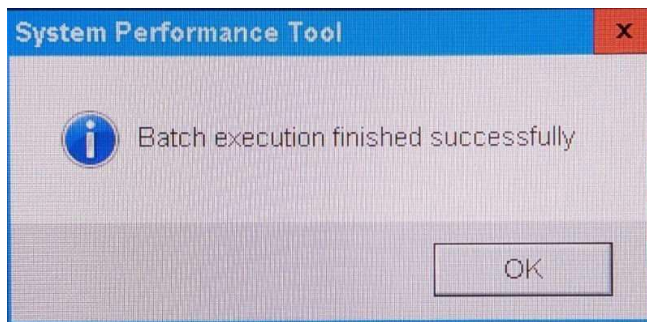 System Performance Tool
x
Batch execution finished successfully
OK